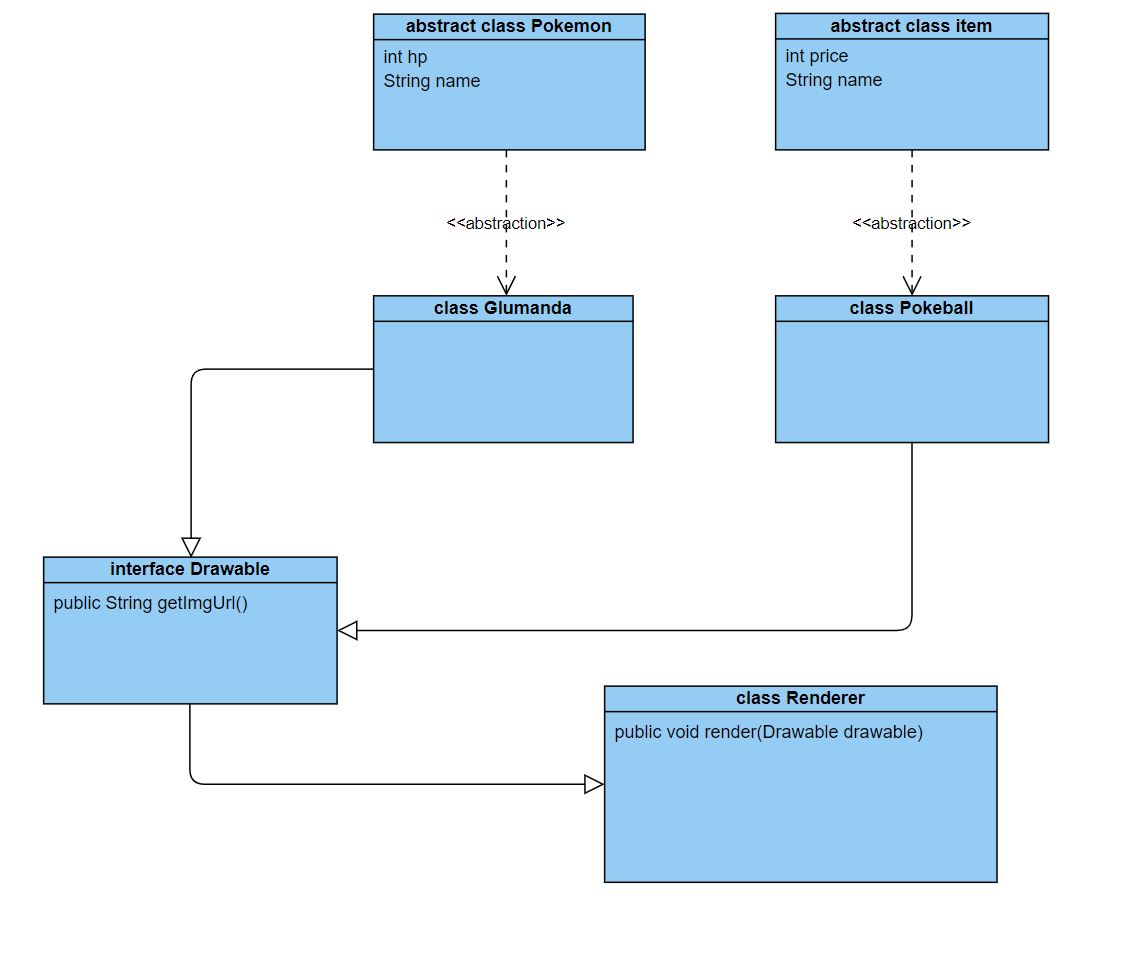 abstract class Pokemon
int hp
String name
abstract class item
int price
String name
<<abstraction>>
<<abstraction>>
class Glumanda
class Pokeball
interface Drawable
public String getImgUrl()
class Renderer
public void render(Drawable drawable)